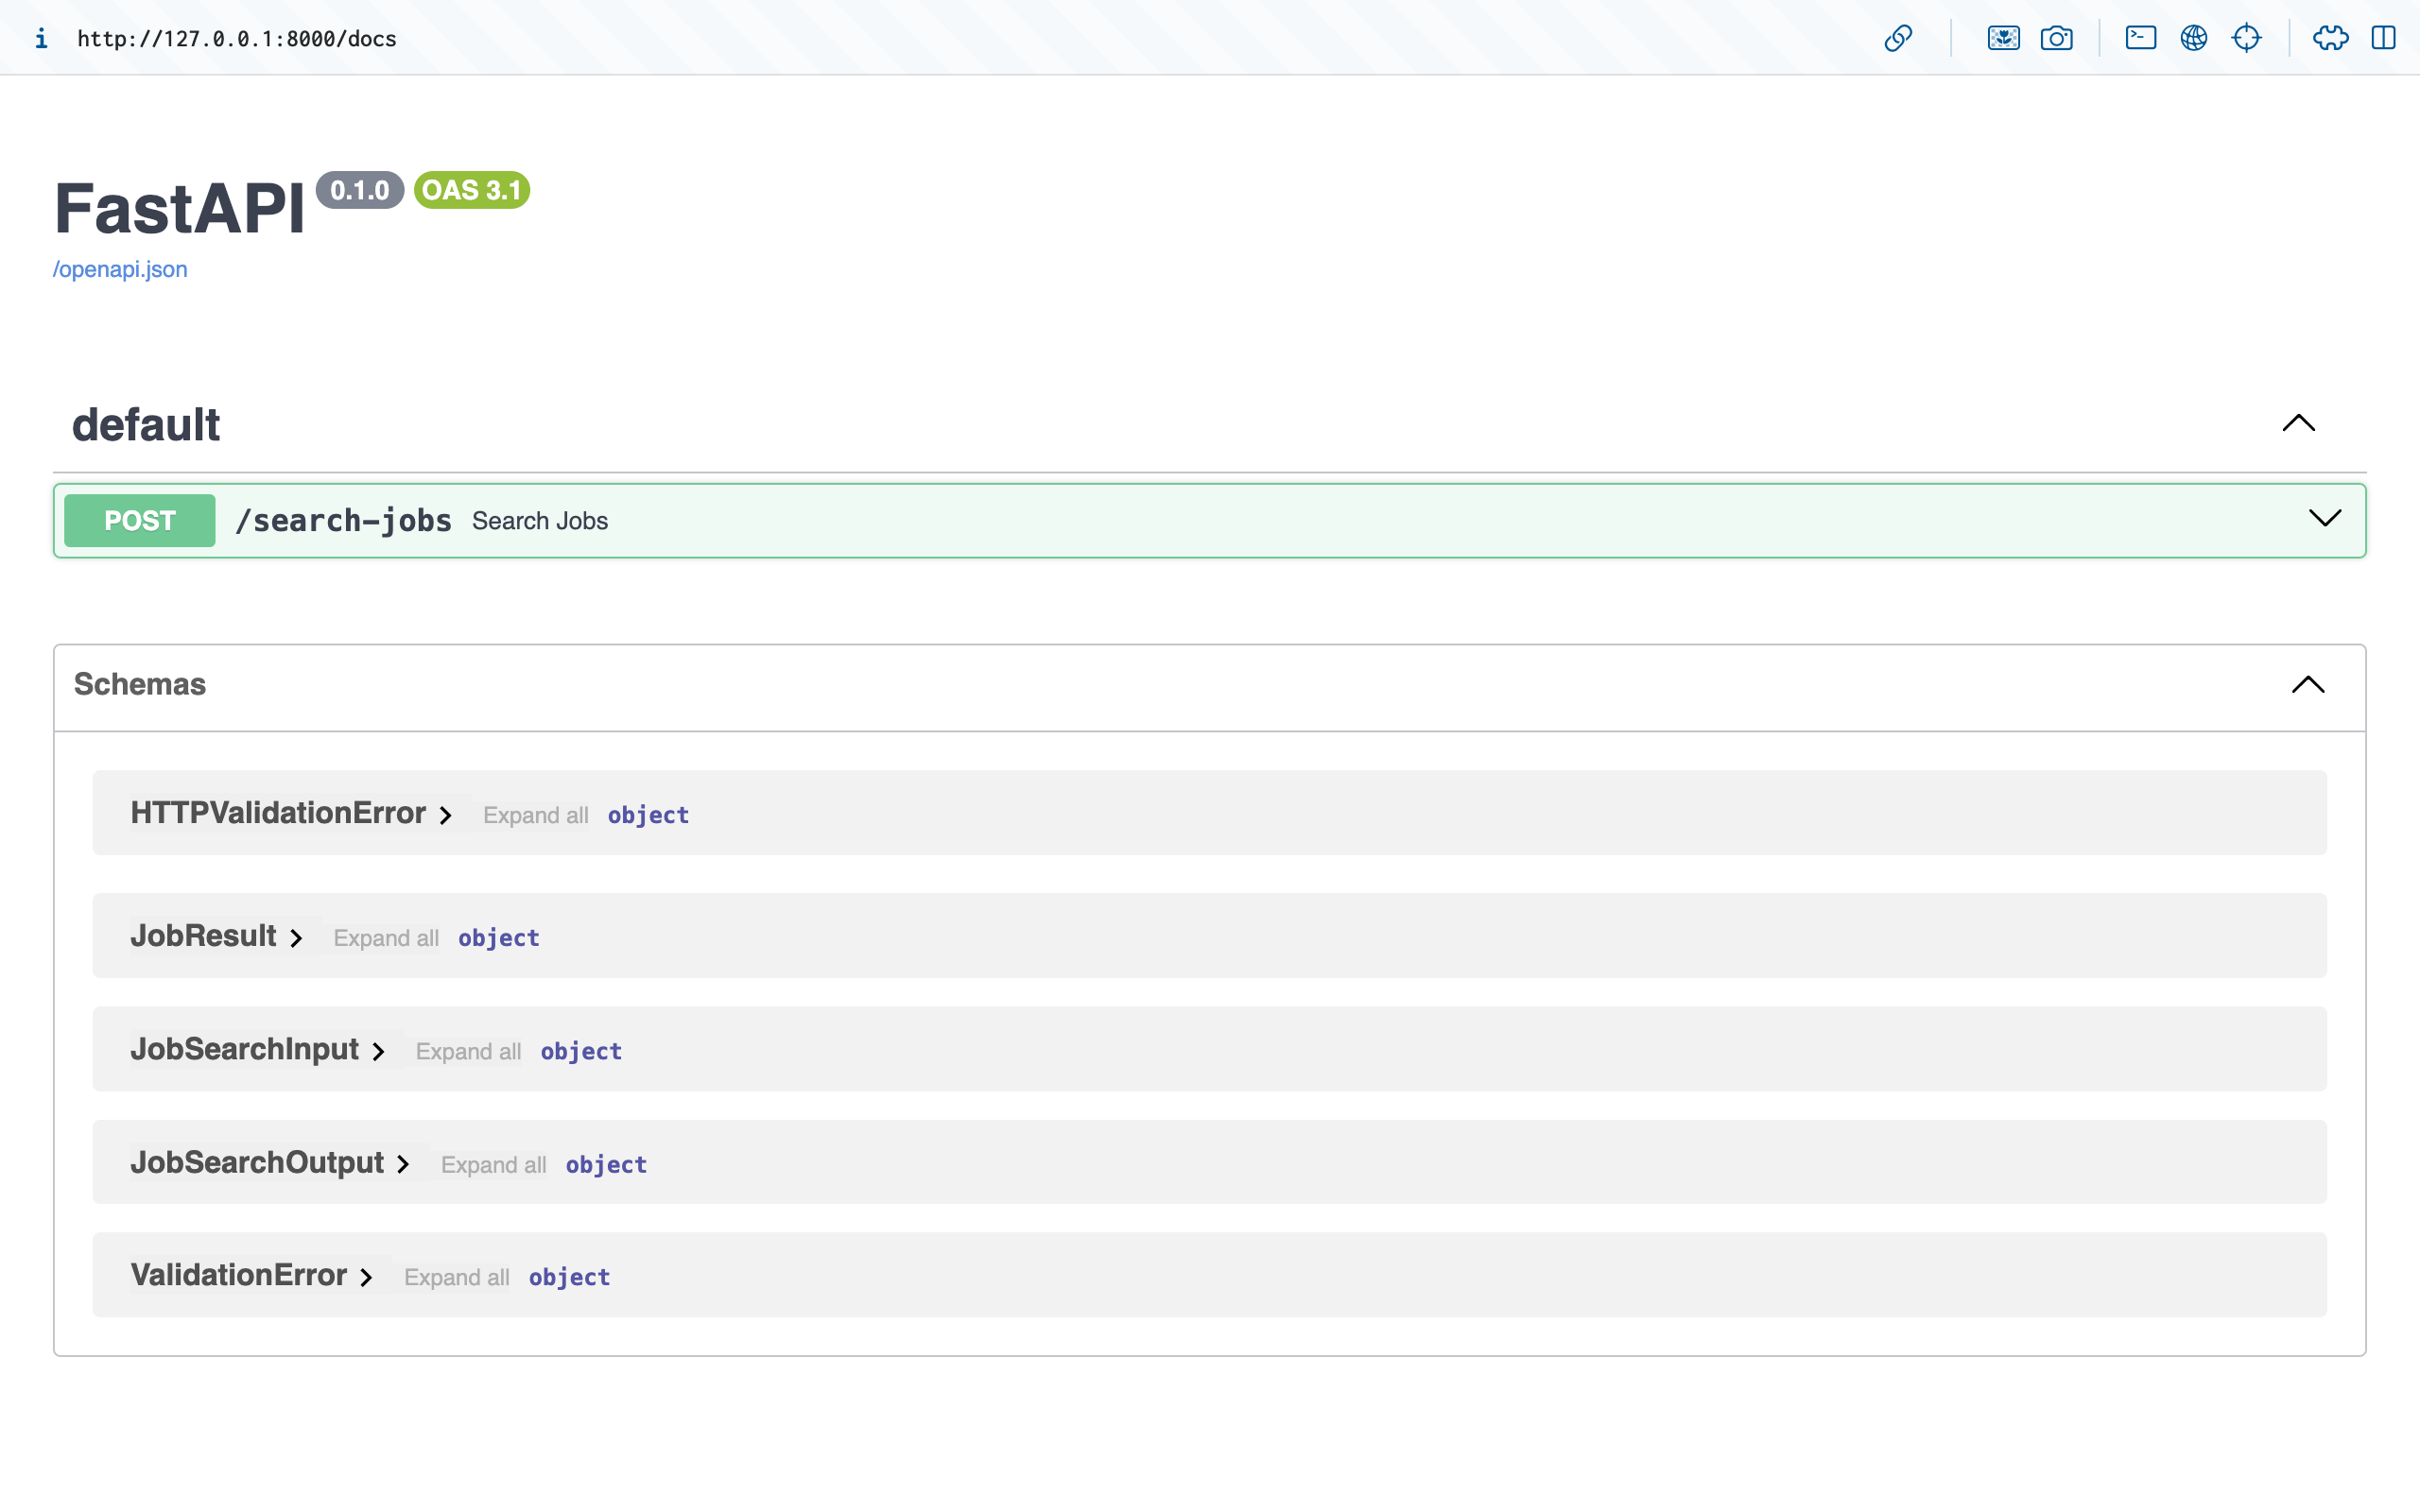 http://127.0.0.1:8000/docs
FastAPI 0.1.0 OAS 3.1
/openapi.json
default
POST /search-jobs Search Jobs
Schemas
HTTPValidationError Expand all object
JobResult Expand all object
JobSearchInput Expand all object
JobSearchOutput Expand all object
ValidationError Expand all object